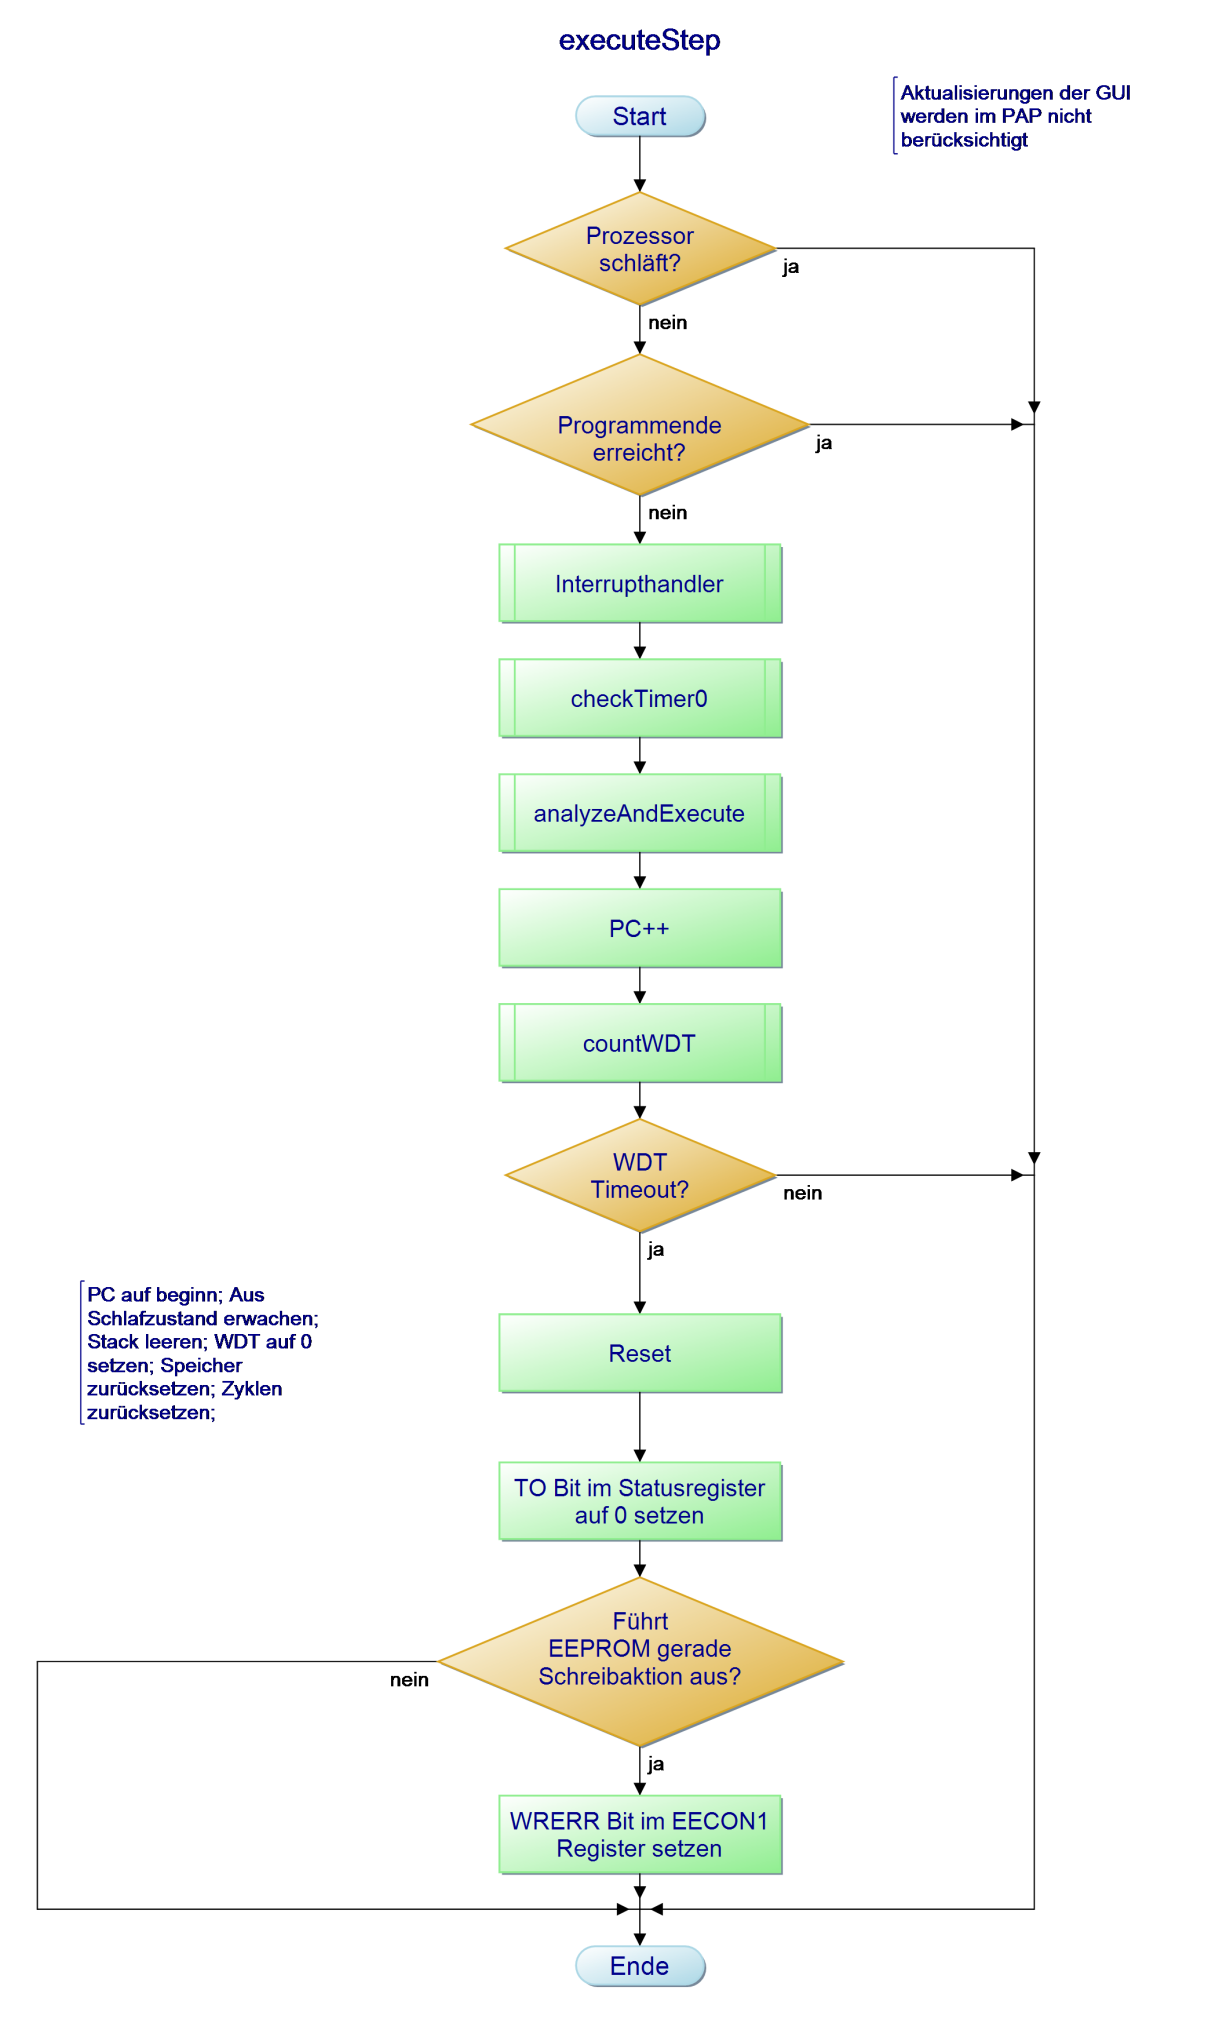 executeStep
Aktualisierungen der GUI
werden im PAP nicht
berücksichtigt
Start
Prozessor
schläft?
ja
nein
Programmende
erreicht?
ja
nein
Interrupthandler
checkTimer0
analyzeAndExecute
PC++
countWDT
WDT
Timeout?
nein
ja
PC auf beginn; Aus
Schlafzustand erwachen;
Stack leeren; WDT auf 0
setzen; Speicher
zurücksetzen; Zyklen
zurücksetzen;
Reset
TO Bit im Statusregister
auf 0 setzen
Führt
EEPROM gerade
Schreibaktion aus?
nein
ja
WRERR Bit im EECON1
Register setzen
Ende